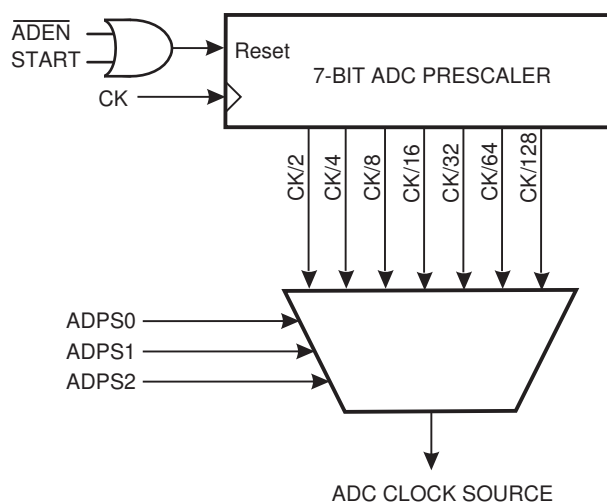 ADEN
START
Reset
7-BIT ADC PRESCALER
CK
CK/2
CK/4
CK/8
CK/16
CK/32
CK/64
CK/128
ADPS0
ADPS1
ADPS2
ADC CLOCK SOURCE